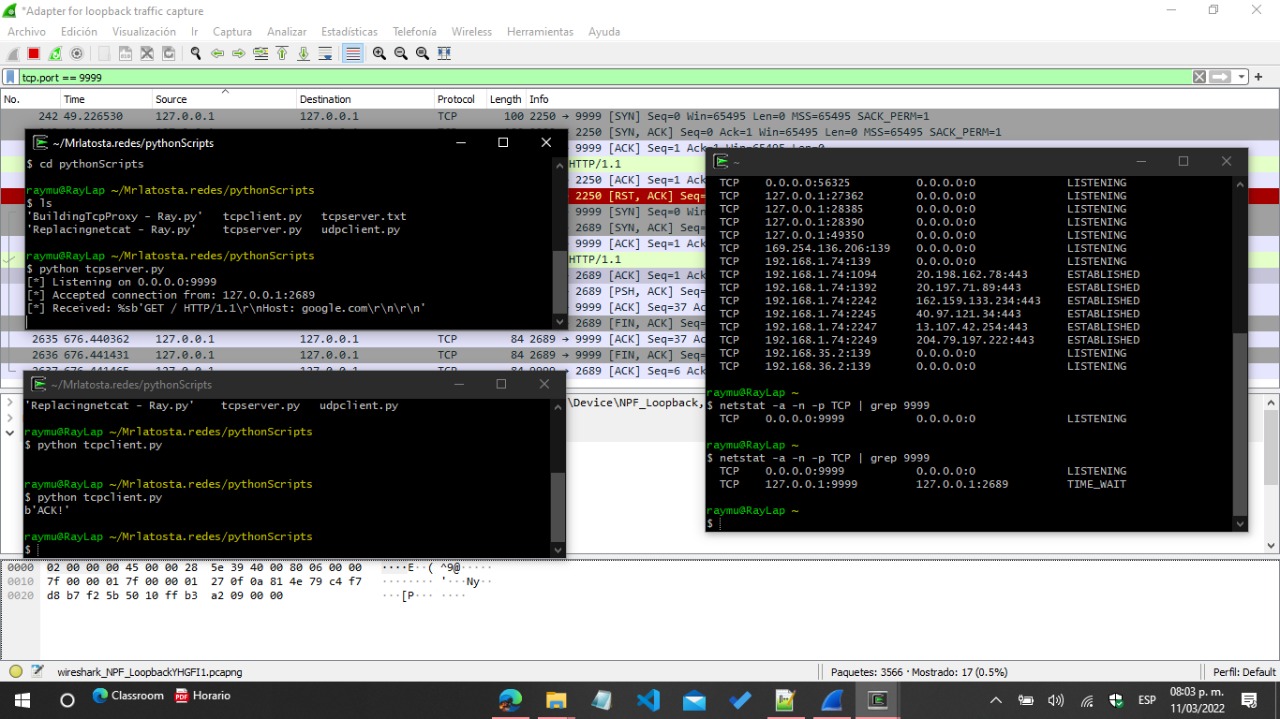 *Adapter for loopback traffic capture
Archivo Edición Visualización Ir Captura Analizar Estadísticas Telefonía Wireless Herramientas Ayuda
tcp.port == 9999
No. Time Source Destination Protocol Length Info
242 49.226530 127.0.0.1 127.0.0.1 TCP 100 2250 → 9999 [SYN] Seq=0 Win=65495 Len=0 MSS=65495 SACK_PERM=1
2250 [SYN, ACK] Seq=0 Ack=1 Win=65495 Len=0 MSS=65495 SACK_PERM=1
9999 [ACK] Seq=1 Ack=1 Win=65495 Len=0
HTTP/1.1
9999 [ACK] Seq=1 Ack
2250 [RST, ACK] Seq=
9999 [SYN] Seq=0 Win
2689 [SYN, ACK] Seq=
9999 [ACK] Seq=1 Ack
HTTP/1.1
2689 [ACK] Seq=1 Ack
2689 [PSH, ACK] Seq=
9999 [ACK] Seq=37 Ac
2689 [FIN, ACK] Seq=
2635 676.440362 127.0.0.1 127.0.0.1 TCP 84 2689 → 9999 [ACK] Seq=37 Ac
2636 676.441431 127.0.0.1 127.0.0.1 TCP 84 2689 → 9999 [FIN, ACK] Seq=
2637 676.441465 127.0.0.1 127.0.0.1 TCP 84 9999 → 2689 [ACK] Seq=6 Ack
~/Mrlatosta.redes/pythonScripts
$ cd pythonScripts
raymu@RayLap ~/Mrlatosta.redes/pythonScripts
$ ls
'BuildingTcpProxy - Ray.py' tcpclient.py tcpserver.txt
'Replacingnetcat - Ray.py' tcpserver.py udpclient.py
raymu@RayLap ~/Mrlatosta.redes/pythonScripts
$ python tcpserver.py
[*] Listening on 0.0.0.0:9999
[*] Accepted connection from: 127.0.0.1:2689
[*] Received: %sb'GET / HTTP/1.1\r\nHost: google.com\r\n\r\n'
~/Mrlatosta.redes/pythonScripts
'Replacingnetcat - Ray.py' tcpserver.py udpclient.py
raymu@RayLap ~/Mrlatosta.redes/pythonScripts
$ python tcpclient.py
raymu@RayLap ~/Mrlatosta.redes/pythonScripts
$ python tcpclient.py
b'ACK!'
raymu@RayLap ~/Mrlatosta.redes/pythonScripts
$
~
TCP 0.0.0.0:56325 0.0.0.0:0 LISTENING
TCP 127.0.0.1:27362 0.0.0.0:0 LISTENING
TCP 127.0.0.1:28385 0.0.0.0:0 LISTENING
TCP 127.0.0.1:28390 0.0.0.0:0 LISTENING
TCP 127.0.0.1:49350 0.0.0.0:0 LISTENING
TCP 169.254.136.206:139 0.0.0.0:0 LISTENING
TCP 192.168.1.74:139 0.0.0.0:0 LISTENING
TCP 192.168.1.74:1094 20.198.162.78:443 ESTABLISHED
TCP 192.168.1.74:1392 20.197.71.89:443 ESTABLISHED
TCP 192.168.1.74:2242 162.159.133.234:443 ESTABLISHED
TCP 192.168.1.74:2245 40.97.121.34:443 ESTABLISHED
TCP 192.168.1.74:2247 13.107.42.254:443 ESTABLISHED
TCP 192.168.1.74:2249 204.79.197.222:443 ESTABLISHED
TCP 192.168.35.2:139 0.0.0.0:0 LISTENING
TCP 192.168.36.2:139 0.0.0.0:0 LISTENING
raymu@RayLap ~
$ netstat -a -n -p TCP | grep 9999
TCP 0.0.0.0:9999 0.0.0.0:0 LISTENING
raymu@RayLap ~
$ netstat -a -n -p TCP | grep 9999
TCP 0.0.0.0:9999 0.0.0.0:0 LISTENING
TCP 127.0.0.1:9999 127.0.0.1:2689 TIME_WAIT
raymu@RayLap ~
$
\Device\NPF_Loopback,
0000 02 00 00 00 45 00 00 28 5e 39 40 00 80 06 00 00 ····E··( ^9@·····
0010 7f 00 00 01 7f 00 00 01 27 0f 0a 81 4e 79 c4 f7 ········ '···Ny··
0020 d8 b7 f2 5b 50 10 ff b3 a2 09 00 00 ···[P··· ····
wireshark_NPF_LoopbackYHGFI1.pcapng Paquetes: 3566 · Mostrado: 17 (0.5%) Perfil: Default
Classroom Horario ESP 08:03 p. m.
11/03/2022